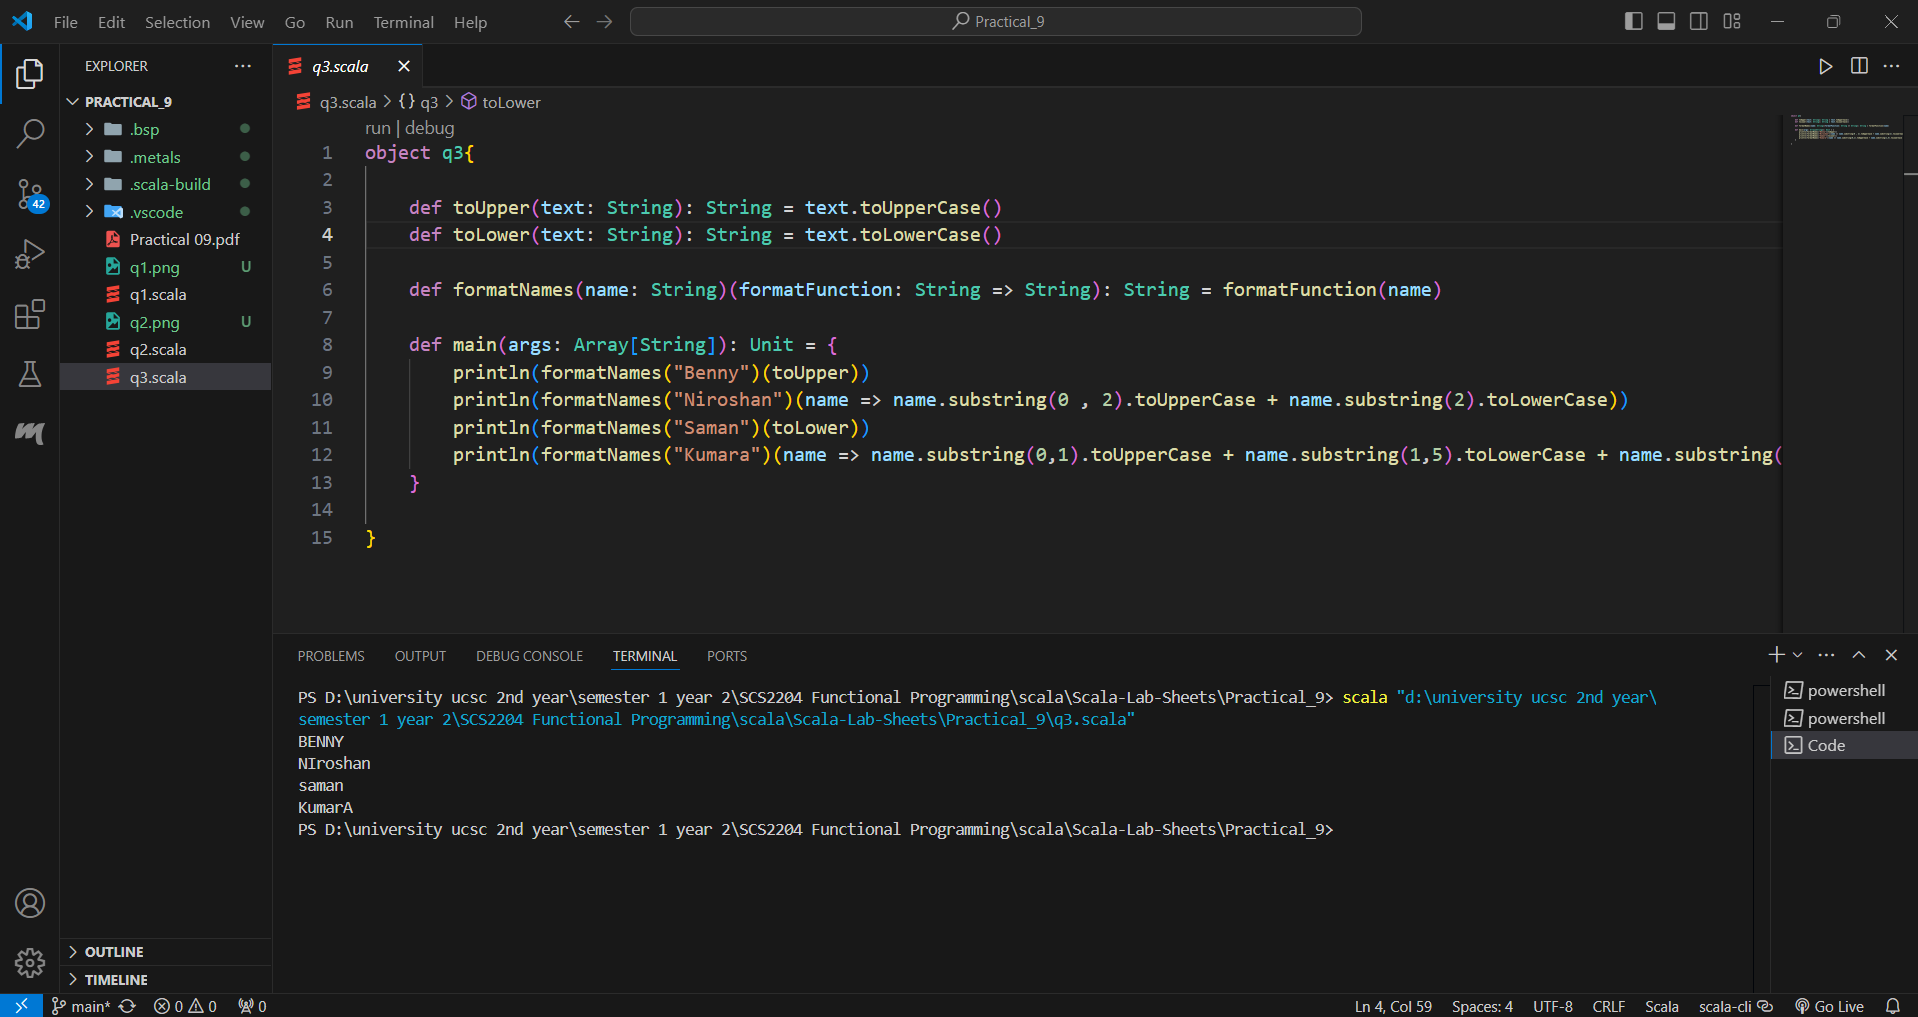 File Edit Selection View Go Run Terminal Help
Practical_9
EXPLORER
PRACTICAL_9
.bsp
.metals
.scala-build
.vscode
Practical 09.pdf
q1.png U
q1.scala
q2.png U
q2.scala
q3.scala
OUTLINE
TIMELINE
42
q3.scala
q3.scala > {} q3 > toLower
run | debug
1 object q3{
2
3 def toUpper(text: String): String = text.toUpperCase()
4 def toLower(text: String): String = text.toLowerCase()
5
6 def formatNames(name: String)(formatFunction: String => String): String = formatFunction(name)
7
8 def main(args: Array[String]): Unit = {
9 println(formatNames("Benny")(toUpper))
10 println(formatNames("Niroshan")(name => name.substring(0 , 2).toUpperCase + name.substring(2).toLowerCase))
11 println(formatNames("Saman")(toLower))
12 println(formatNames("Kumara")(name => name.substring(0,1).toUpperCase + name.substring(1,5).toLowerCase + name.substring(
13 }
14
15 }
PROBLEMS OUTPUT DEBUG CONSOLE TERMINAL PORTS
PS D:\university ucsc 2nd year\semester 1 year 2\SCS2204 Functional Programming\scala\Scala-Lab-Sheets\Practical_9> scala "d:\university ucsc 2nd year\
semester 1 year 2\SCS2204 Functional Programming\scala\Scala-Lab-Sheets\Practical_9\q3.scala"
BENNY
NIroshan
saman
KumarA
PS D:\university ucsc 2nd year\semester 1 year 2\SCS2204 Functional Programming\scala\Scala-Lab-Sheets\Practical_9>
powershell
powershell
Code
main* 0 0 0
Ln 4, Col 59 Spaces: 4 UTF-8 CRLF Scala scala-cli Go Live